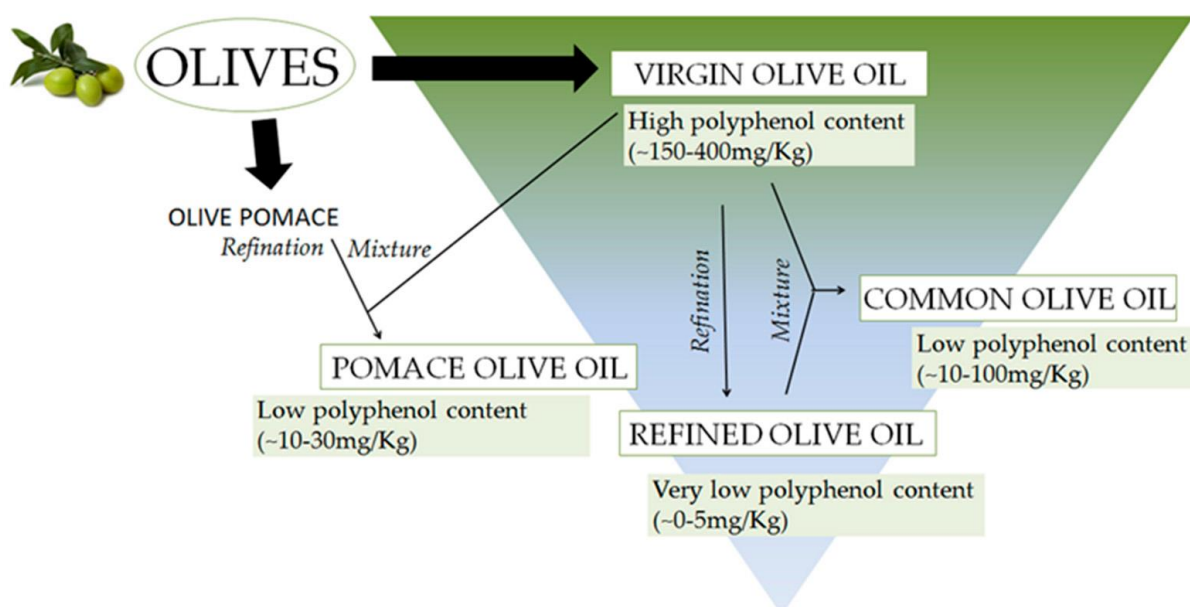 OLIVES
VIRGIN OLIVE OIL
High polyphenol content
(~150-400mg/Kg)
OLIVE POMACE
Refination
Mixture
Refination
Mixture
COMMON OLIVE OIL
Low polyphenol content
(~10-100mg/Kg)
POMACE OLIVE OIL
Low polyphenol content
(~10-30mg/Kg)
REFINED OLIVE OIL
Very low polyphenol content
(~0-5mg/Kg)